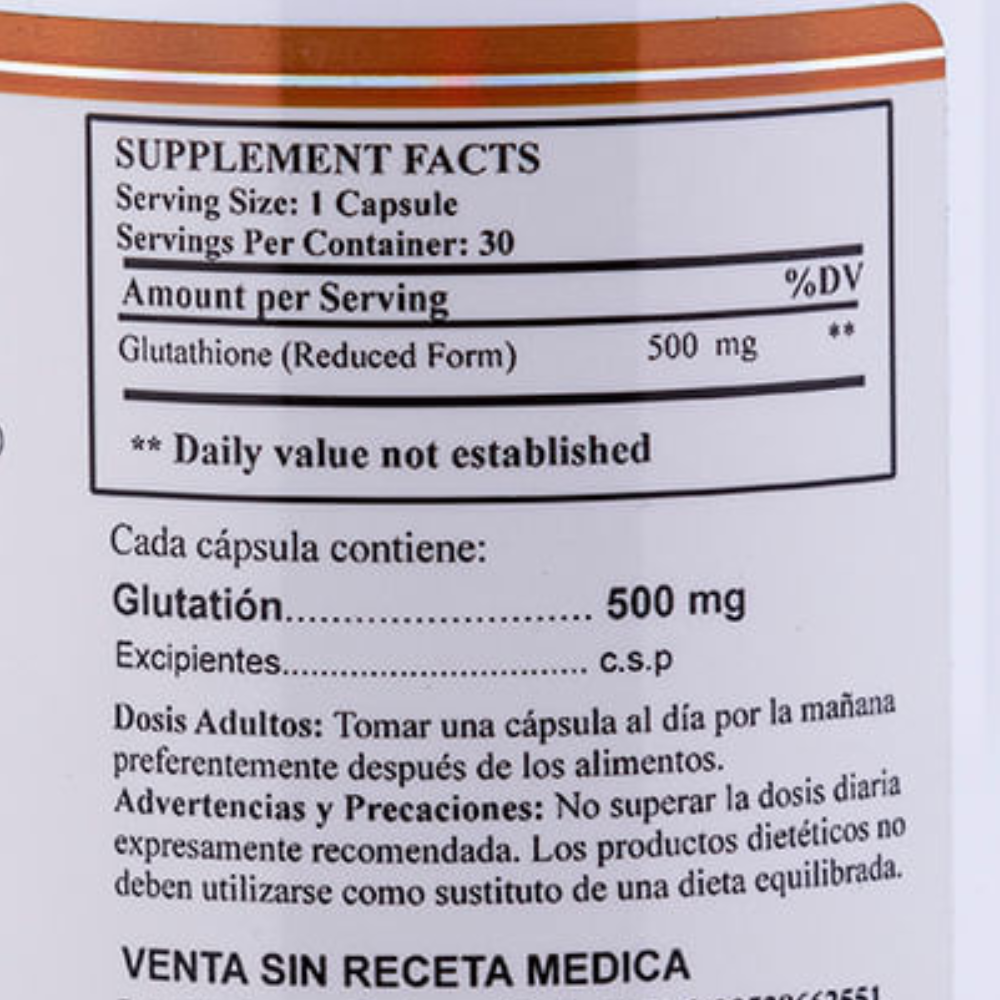 SUPPLEMENT FACTS
Serving Size: 1 Capsule
Servings Per Container: 30
Amount per Serving %DV
Glutathione (Reduced Form) 500 mg **
** Daily value not established
Cada cápsula contiene:
Glutatión........................... 500 mg
Excipientes............................... c.s.p
Dosis Adultos: Tomar una cápsula al día por la mañana
preferentemente después de los alimentos.
Advertencias y Precaciones: No superar la dosis diaria
expresamente recomendada. Los productos dietéticos no
deben utilizarse como sustituto de una dieta equilibrada.
VENTA SIN RECETA MEDICA